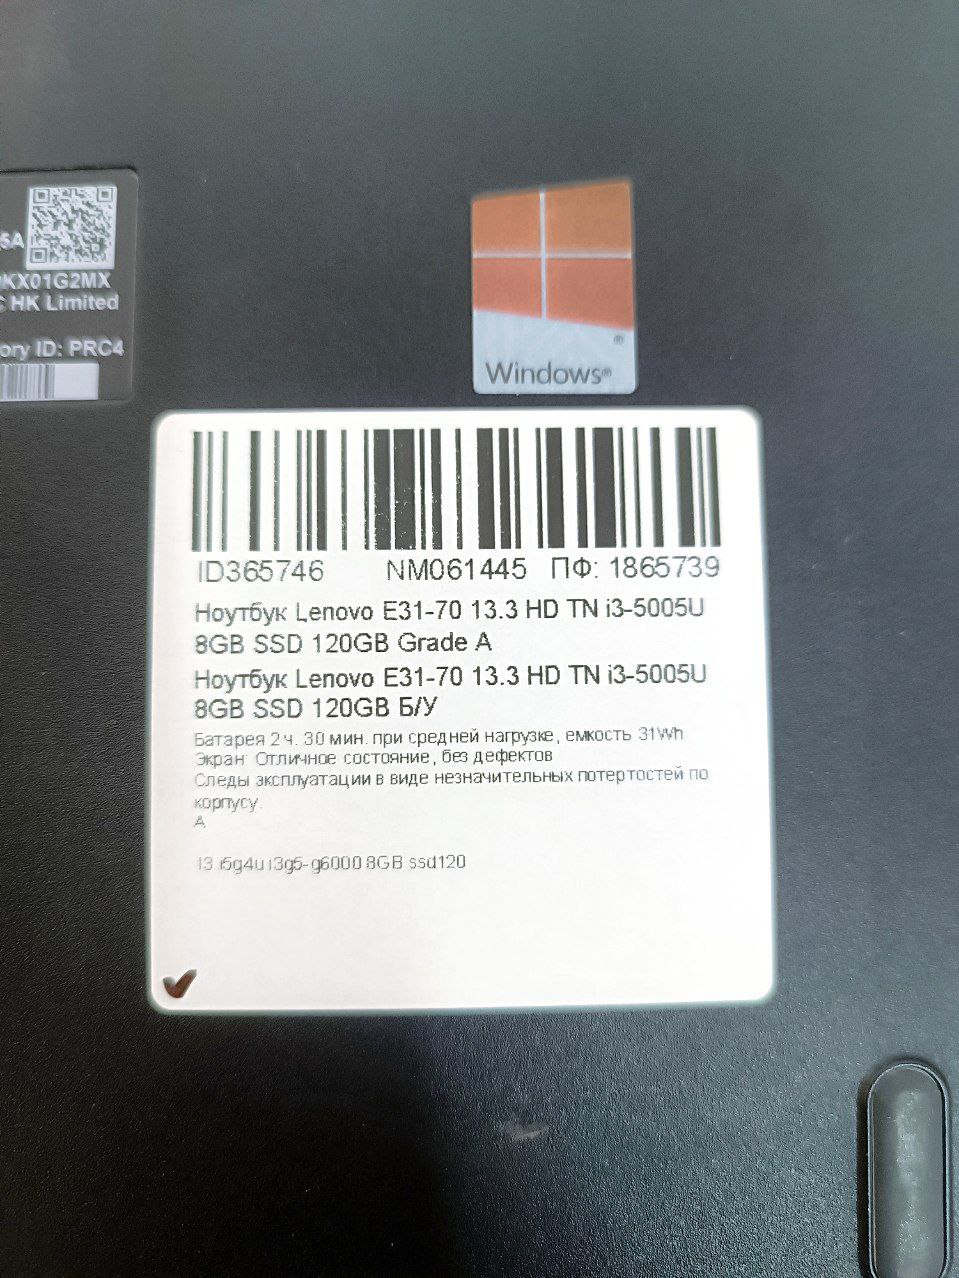 5A
KX01G2MX
C HK Limited
ory ID: PRC4
Windows®
ID365746 NM061445 ПФ: 1865739
Ноутбук Lenovo E31-70 13.3 HD TN i3-5005U
8GB SSD 120GB Grade A
Ноутбук Lenovo E31-70 13.3 HD TN i3-5005U
8GB SSD 120GB Б/У
Батарея 2 ч. 30 мин. при средней нагрузке, емкость 31Wh
Экран: Отличное состояние, без дефектов
Следы эксплуатации в виде незначительных потертостей по
корпусу.
A
i3 i5g4u i3g5-g6000 8GB ssd120